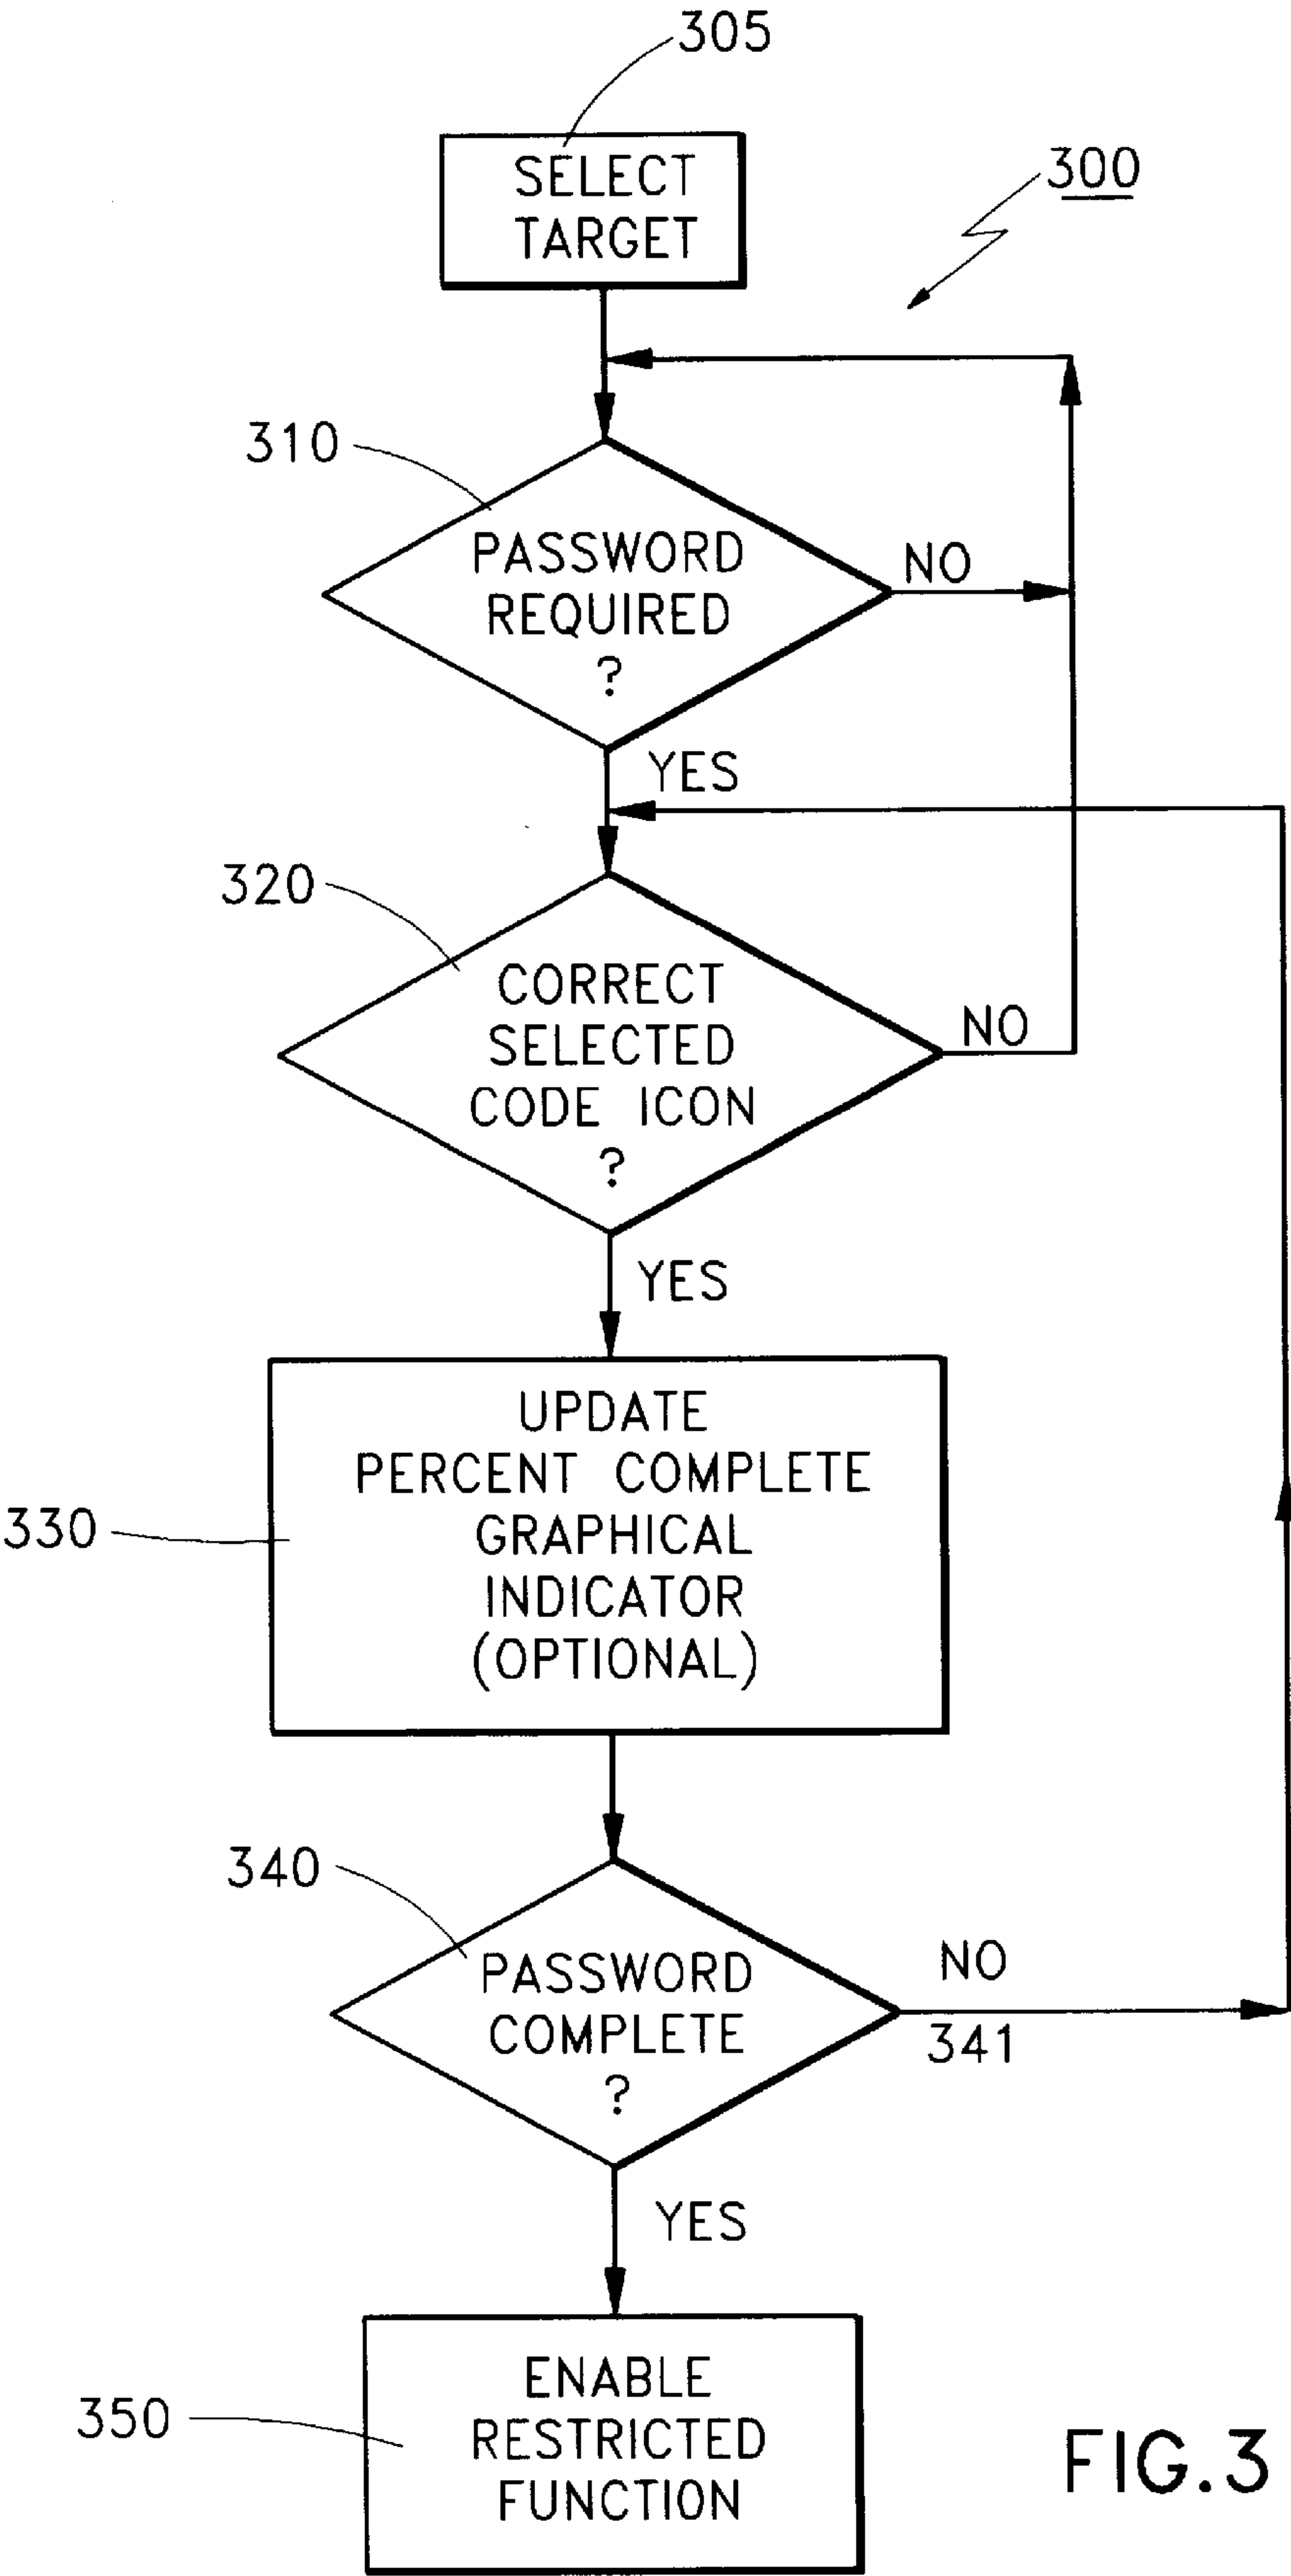 305
SELECT
TARGET
300
310
PASSWORD
REQUIRED
?
NO
YES
320
CORRECT
SELECTED
CODE ICON
?
NO
YES
330
UPDATE
PERCENT COMPLETE
GRAPHICAL
INDICATOR
(OPTIONAL)
340
PASSWORD
COMPLETE
?
NO
341
YES
350
ENABLE
RESTRICTED
FUNCTION
FIG.3